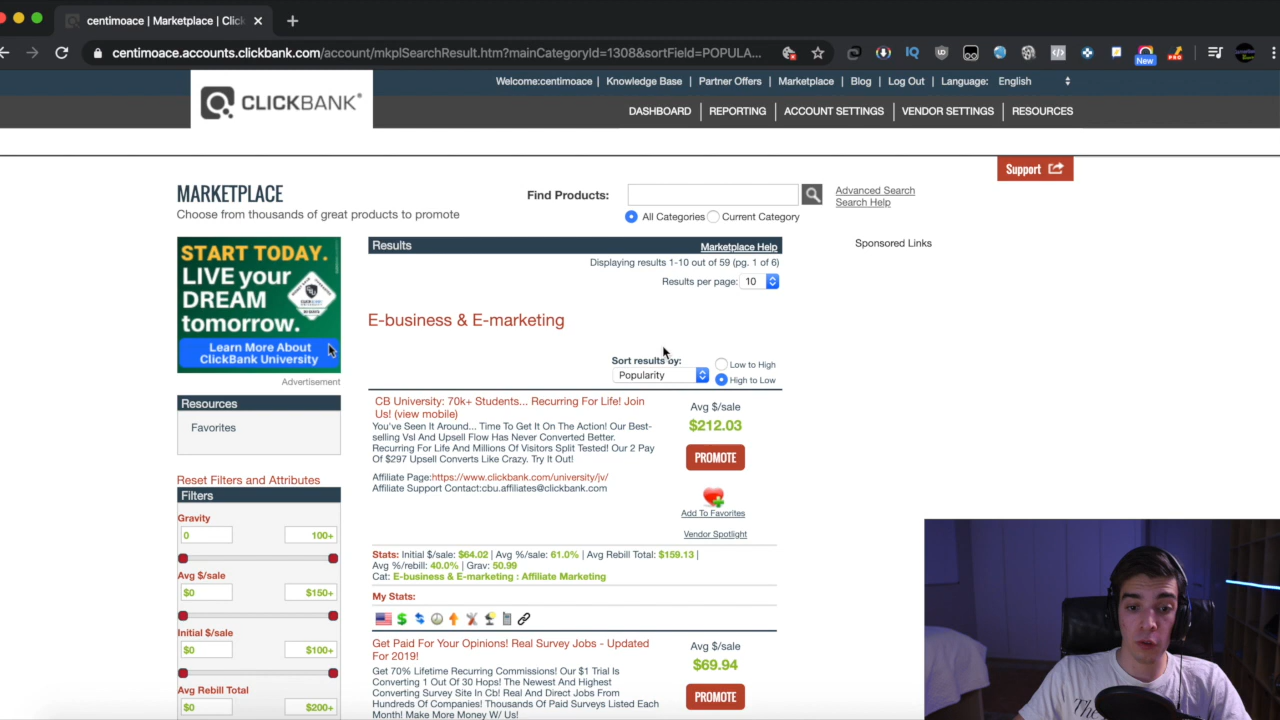 centimoace | Marketplace | Clic
centimoace.accounts.clickbank.com/account/mkplSearchResult.htm?mainCategoryId=1308&sortField=POPULA...
New
Welcome:centimoace | Knowledge Base | Partner Offers | Marketplace | Blog | Log Out | Language: English
CLICKBANK®
DASHBOARD | REPORTING | ACCOUNT SETTINGS | VENDOR SETTINGS | RESOURCES
Support
MARKETPLACE
Choose from thousands of great products to promote
Find Products:
Advanced Search
Search Help
All Categories Current Category
START TODAY.
LIVE your
DREAM
tomorrow.
Learn More About
ClickBank University
Advertisement
Resources
Favorites
Reset Filters and Attributes
Filters
Gravity
0 100+
Avg $/sale
$0 $150+
Initial $/sale
$0 $100+
Avg Rebill Total
$0 $200+
Results Marketplace Help
Displaying results 1-10 out of 59 (pg. 1 of 6)
Results per page: 10
E-business & E-marketing
Sort results by:
Popularity
Low to High
High to Low
CB University: 70k+ Students... Recurring For Life! Join
Us! (view mobile)
You've Seen It Around... Time To Get It On The Action! Our Best-
selling Vsl And Upsell Flow Has Never Converted Better.
Recurring For Life And Millions Of Visitors Split Tested! Our 2 Pay
Of $297 Upsell Converts Like Crazy. Try It Out!
Affiliate Page:https://www.clickbank.com/university/jv/
Affiliate Support Contact:cbu.affiliates@clickbank.com
Avg $/sale
$212.03
PROMOTE
Add To Favorites
Vendor Spotlight
Stats: Initial $/sale: $64.02 | Avg %/sale: 61.0% | Avg Rebill Total: $159.13 |
Avg %/rebill: 40.0% | Grav: 50.99
Cat: E-business & E-marketing : Affiliate Marketing
My Stats:
Get Paid For Your Opinions! Real Survey Jobs - Updated
For 2019!
Get 70% Lifetime Recurring Commissions! Our $1 Trial Is
Converting 1 Out Of 30 Hops! The Newest And Highest
Converting Survey Site In Cb! Real And Direct Jobs From
Hundreds Of Companies! Thousands Of Paid Surveys Listed Each
Month! Make More Money W/ Us!
Avg $/sale
$69.94
PROMOTE
Sponsored Links